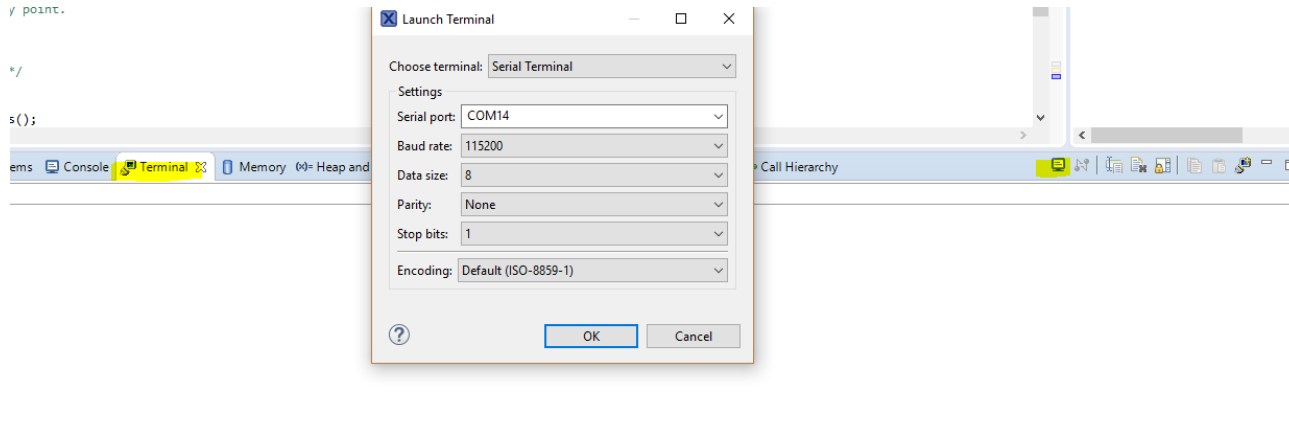 y point.
Launch Terminal
*/
Choose terminal: Serial Terminal
Settings
s();
Serial port: COM14
Baud rate: 115200
ems Console Terminal Memory (x)= Heap and Call Hierarchy
Data size: 8
Parity: None
Stop bits: 1
Encoding: Default (ISO-8859-1)
? OK Cancel